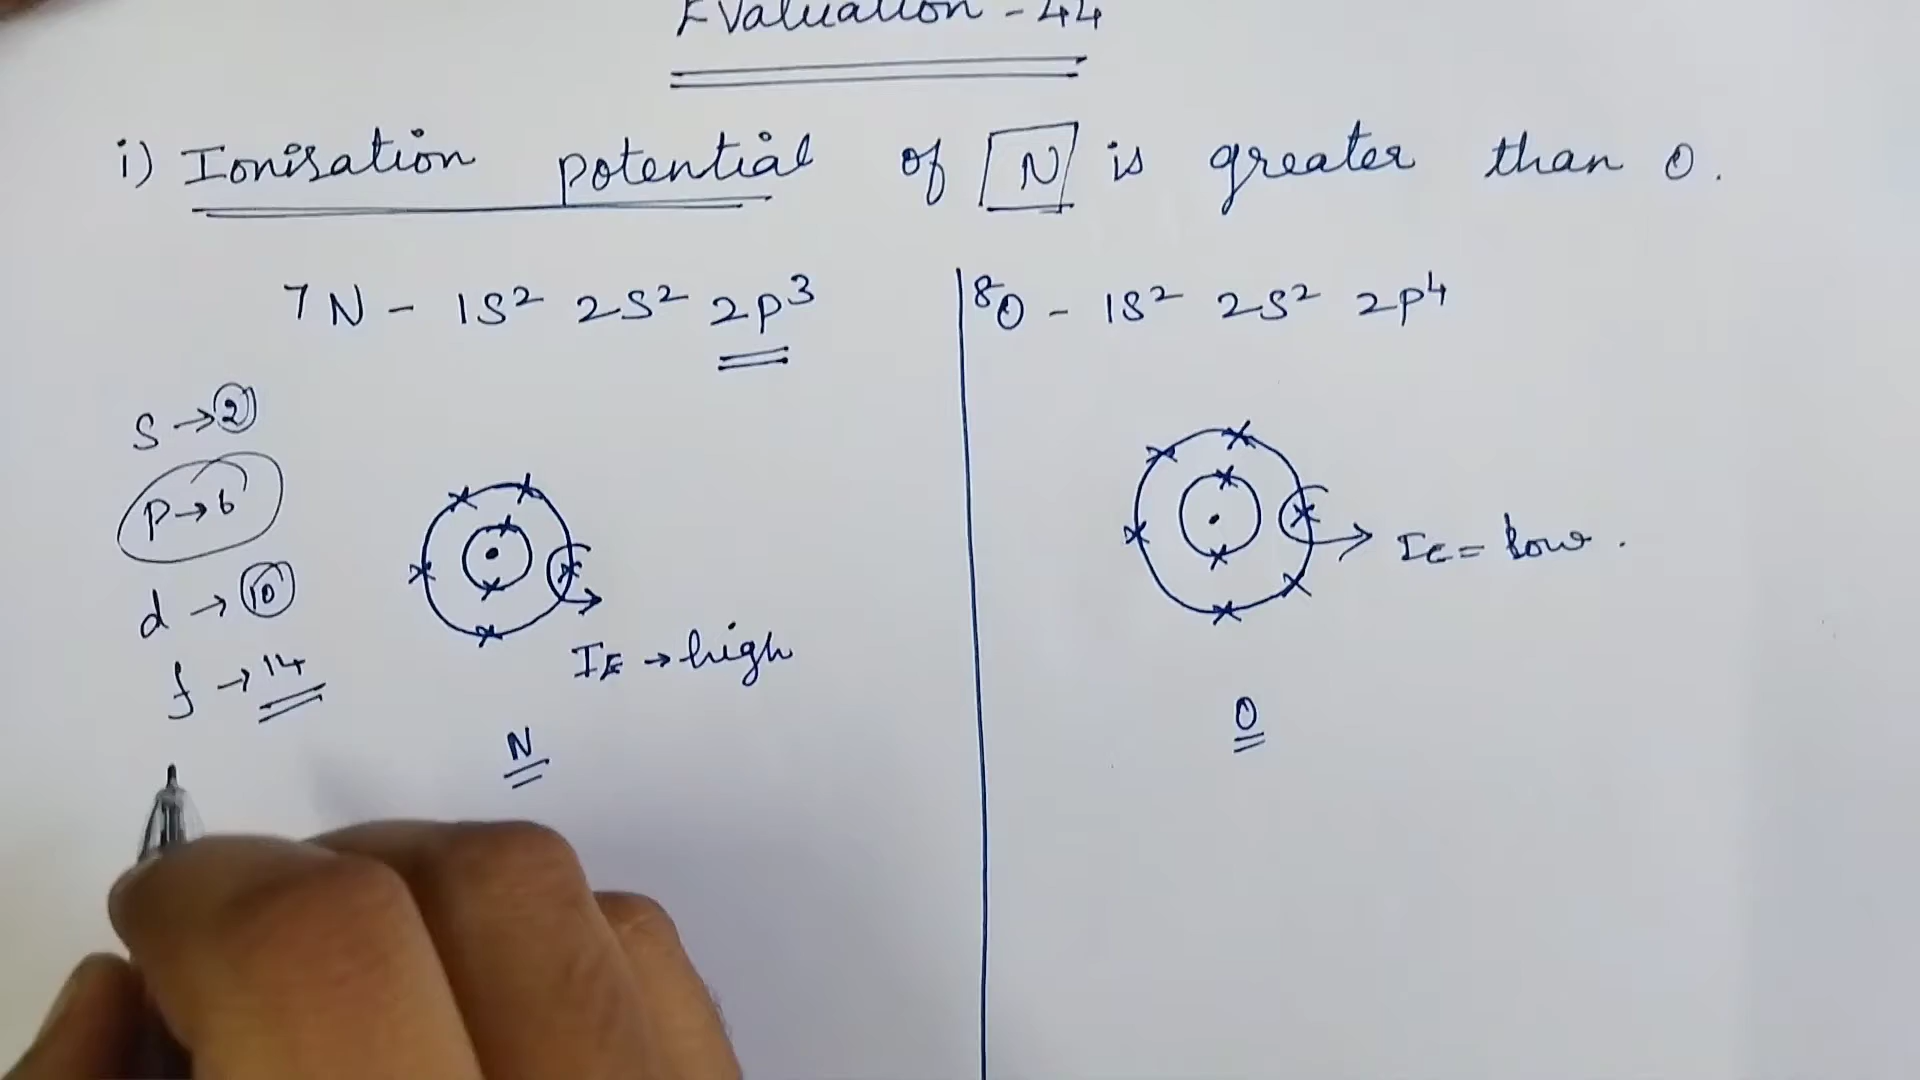 Evaluation - 44
i) Ionisation potential of N is greater than O.
7N - 1S² 2S² 2P³
8O - 1S² 2S² 2P⁴
S → 2
P → 6
d → 10
f → 14
IE → high
N
IE = low.
O